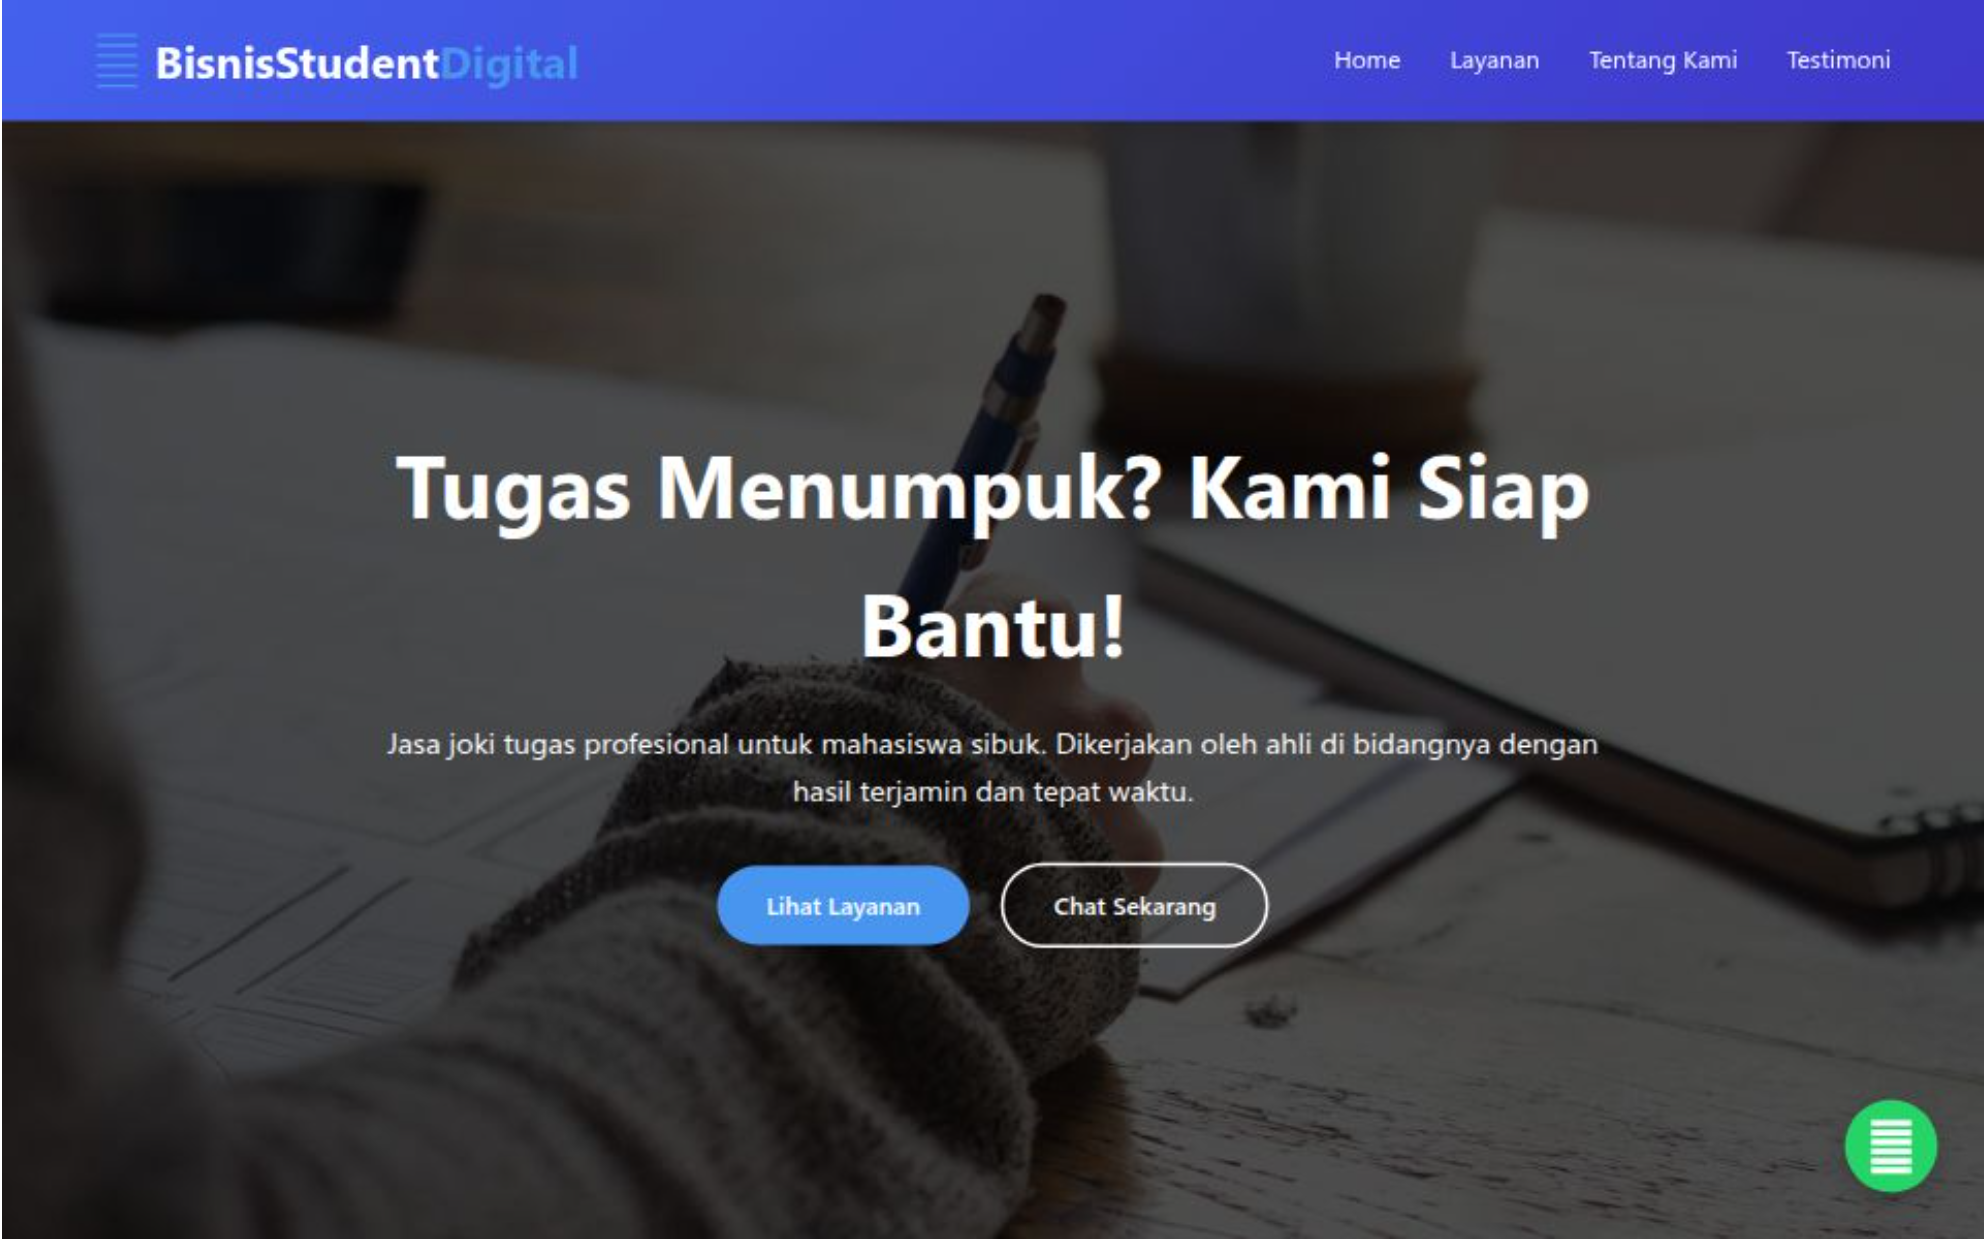 BisnisStudentDigital
Home Layanan Tentang Kami Testimoni
Tugas Menumpuk? Kami Siap
Bantu!
Jasa joki tugas profesional untuk mahasiswa sibuk. Dikerjakan oleh ahli di bidangnya dengan
hasil terjamin dan tepat waktu.
Lihat Layanan Chat Sekarang